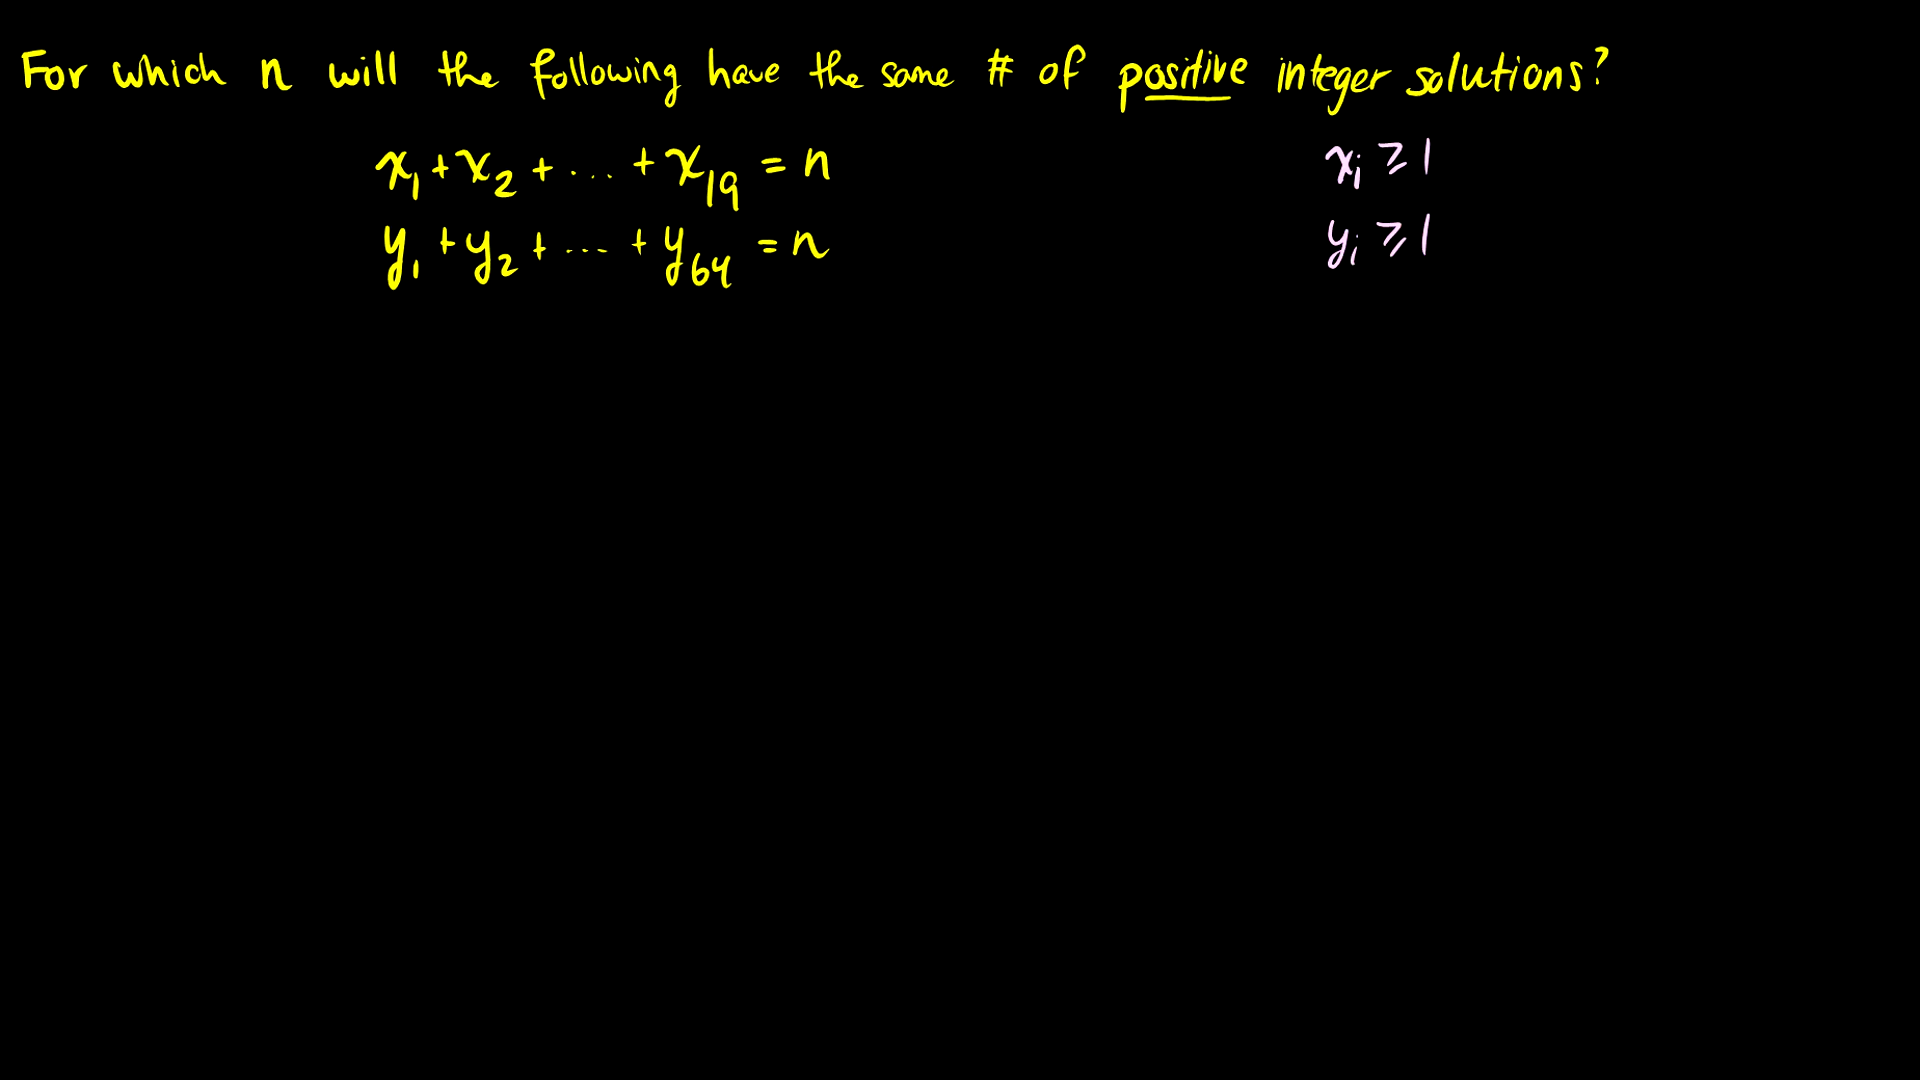 For which n will the following have the same # of positive integer solutions?
x₁ + x₂ + ... + x₁₉ = n xᵢ ≥ 1
y₁ + y₂ + ... + y₆₄ = n yᵢ ≥ 1